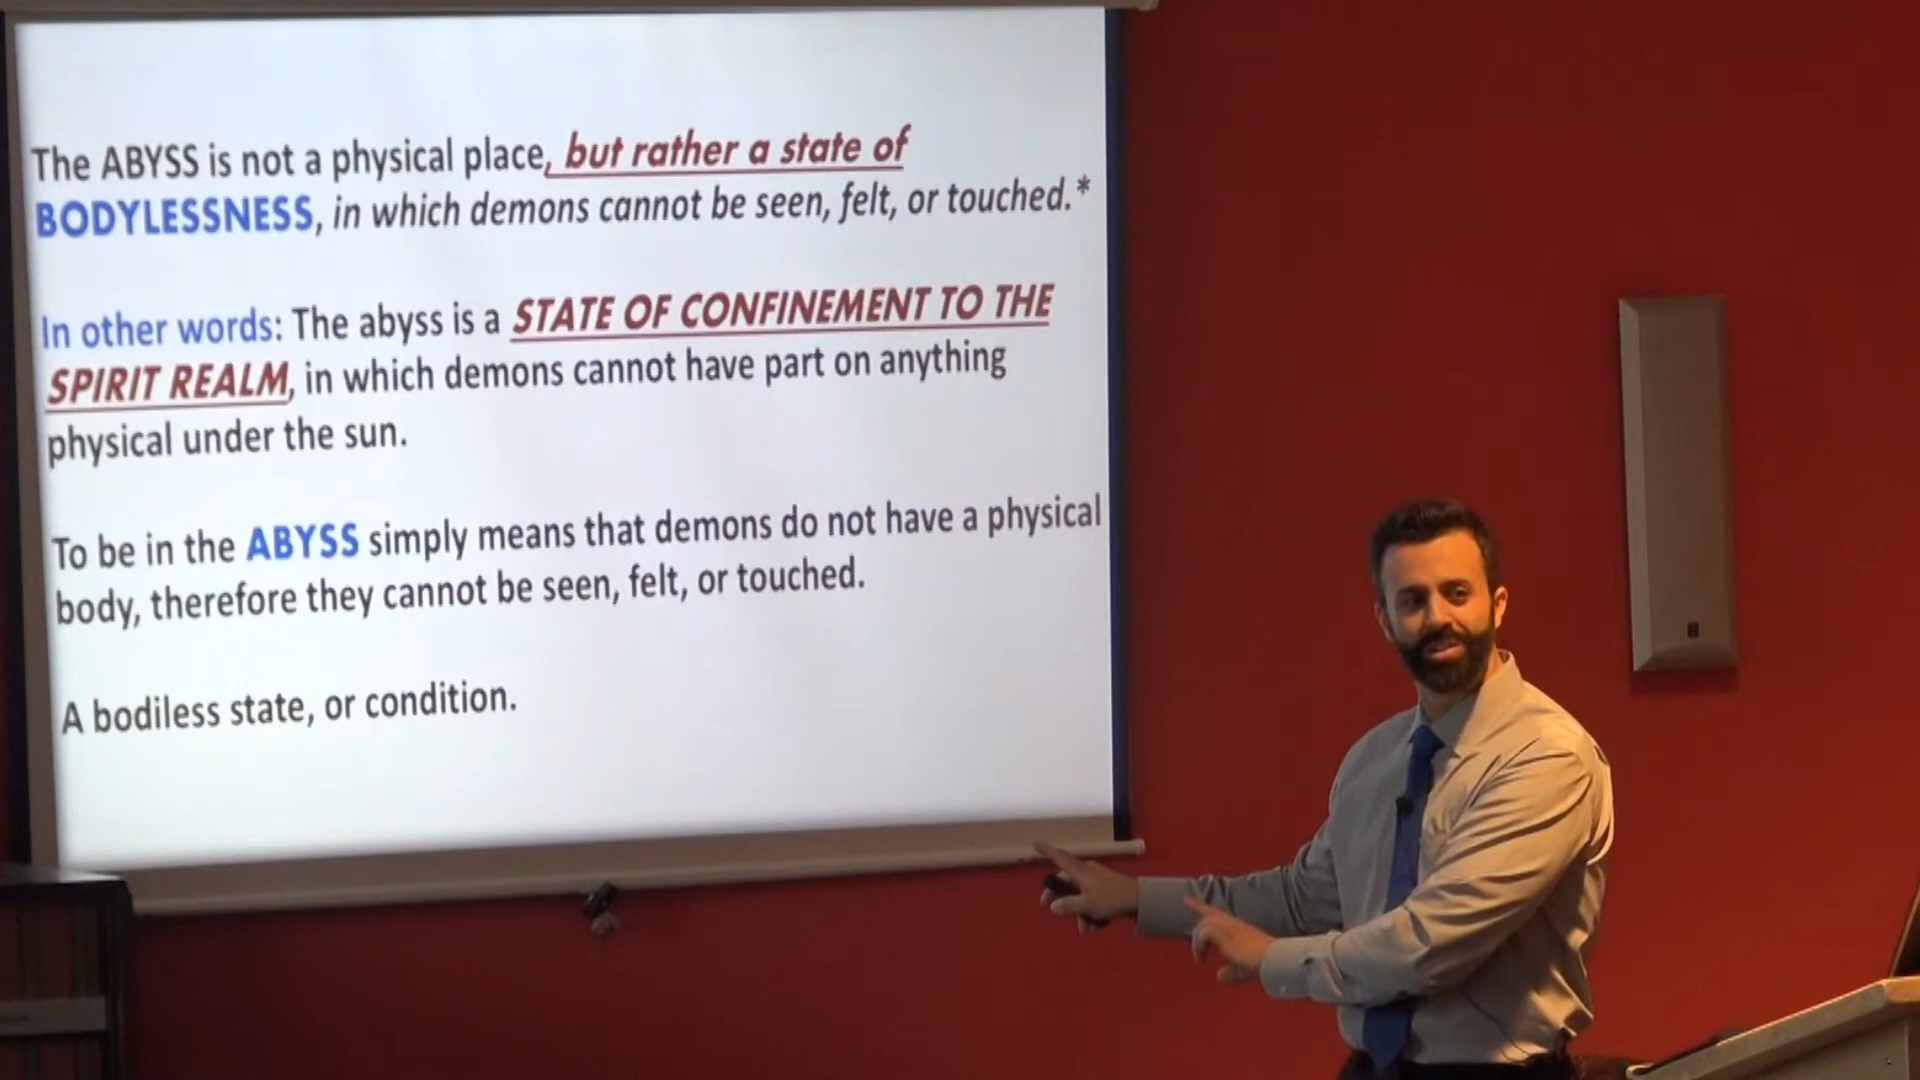 The ABYSS is not a physical place, but rather a state of
BODYLESSNESS, in which demons cannot be seen, felt, or touched.*
In other words: The abyss is a STATE OF CONFINEMENT TO THE
SPIRIT REALM, in which demons cannot have part on anything
physical under the sun.
To be in the ABYSS simply means that demons do not have a physical
body, therefore they cannot be seen, felt, or touched.
A bodiless state, or condition.